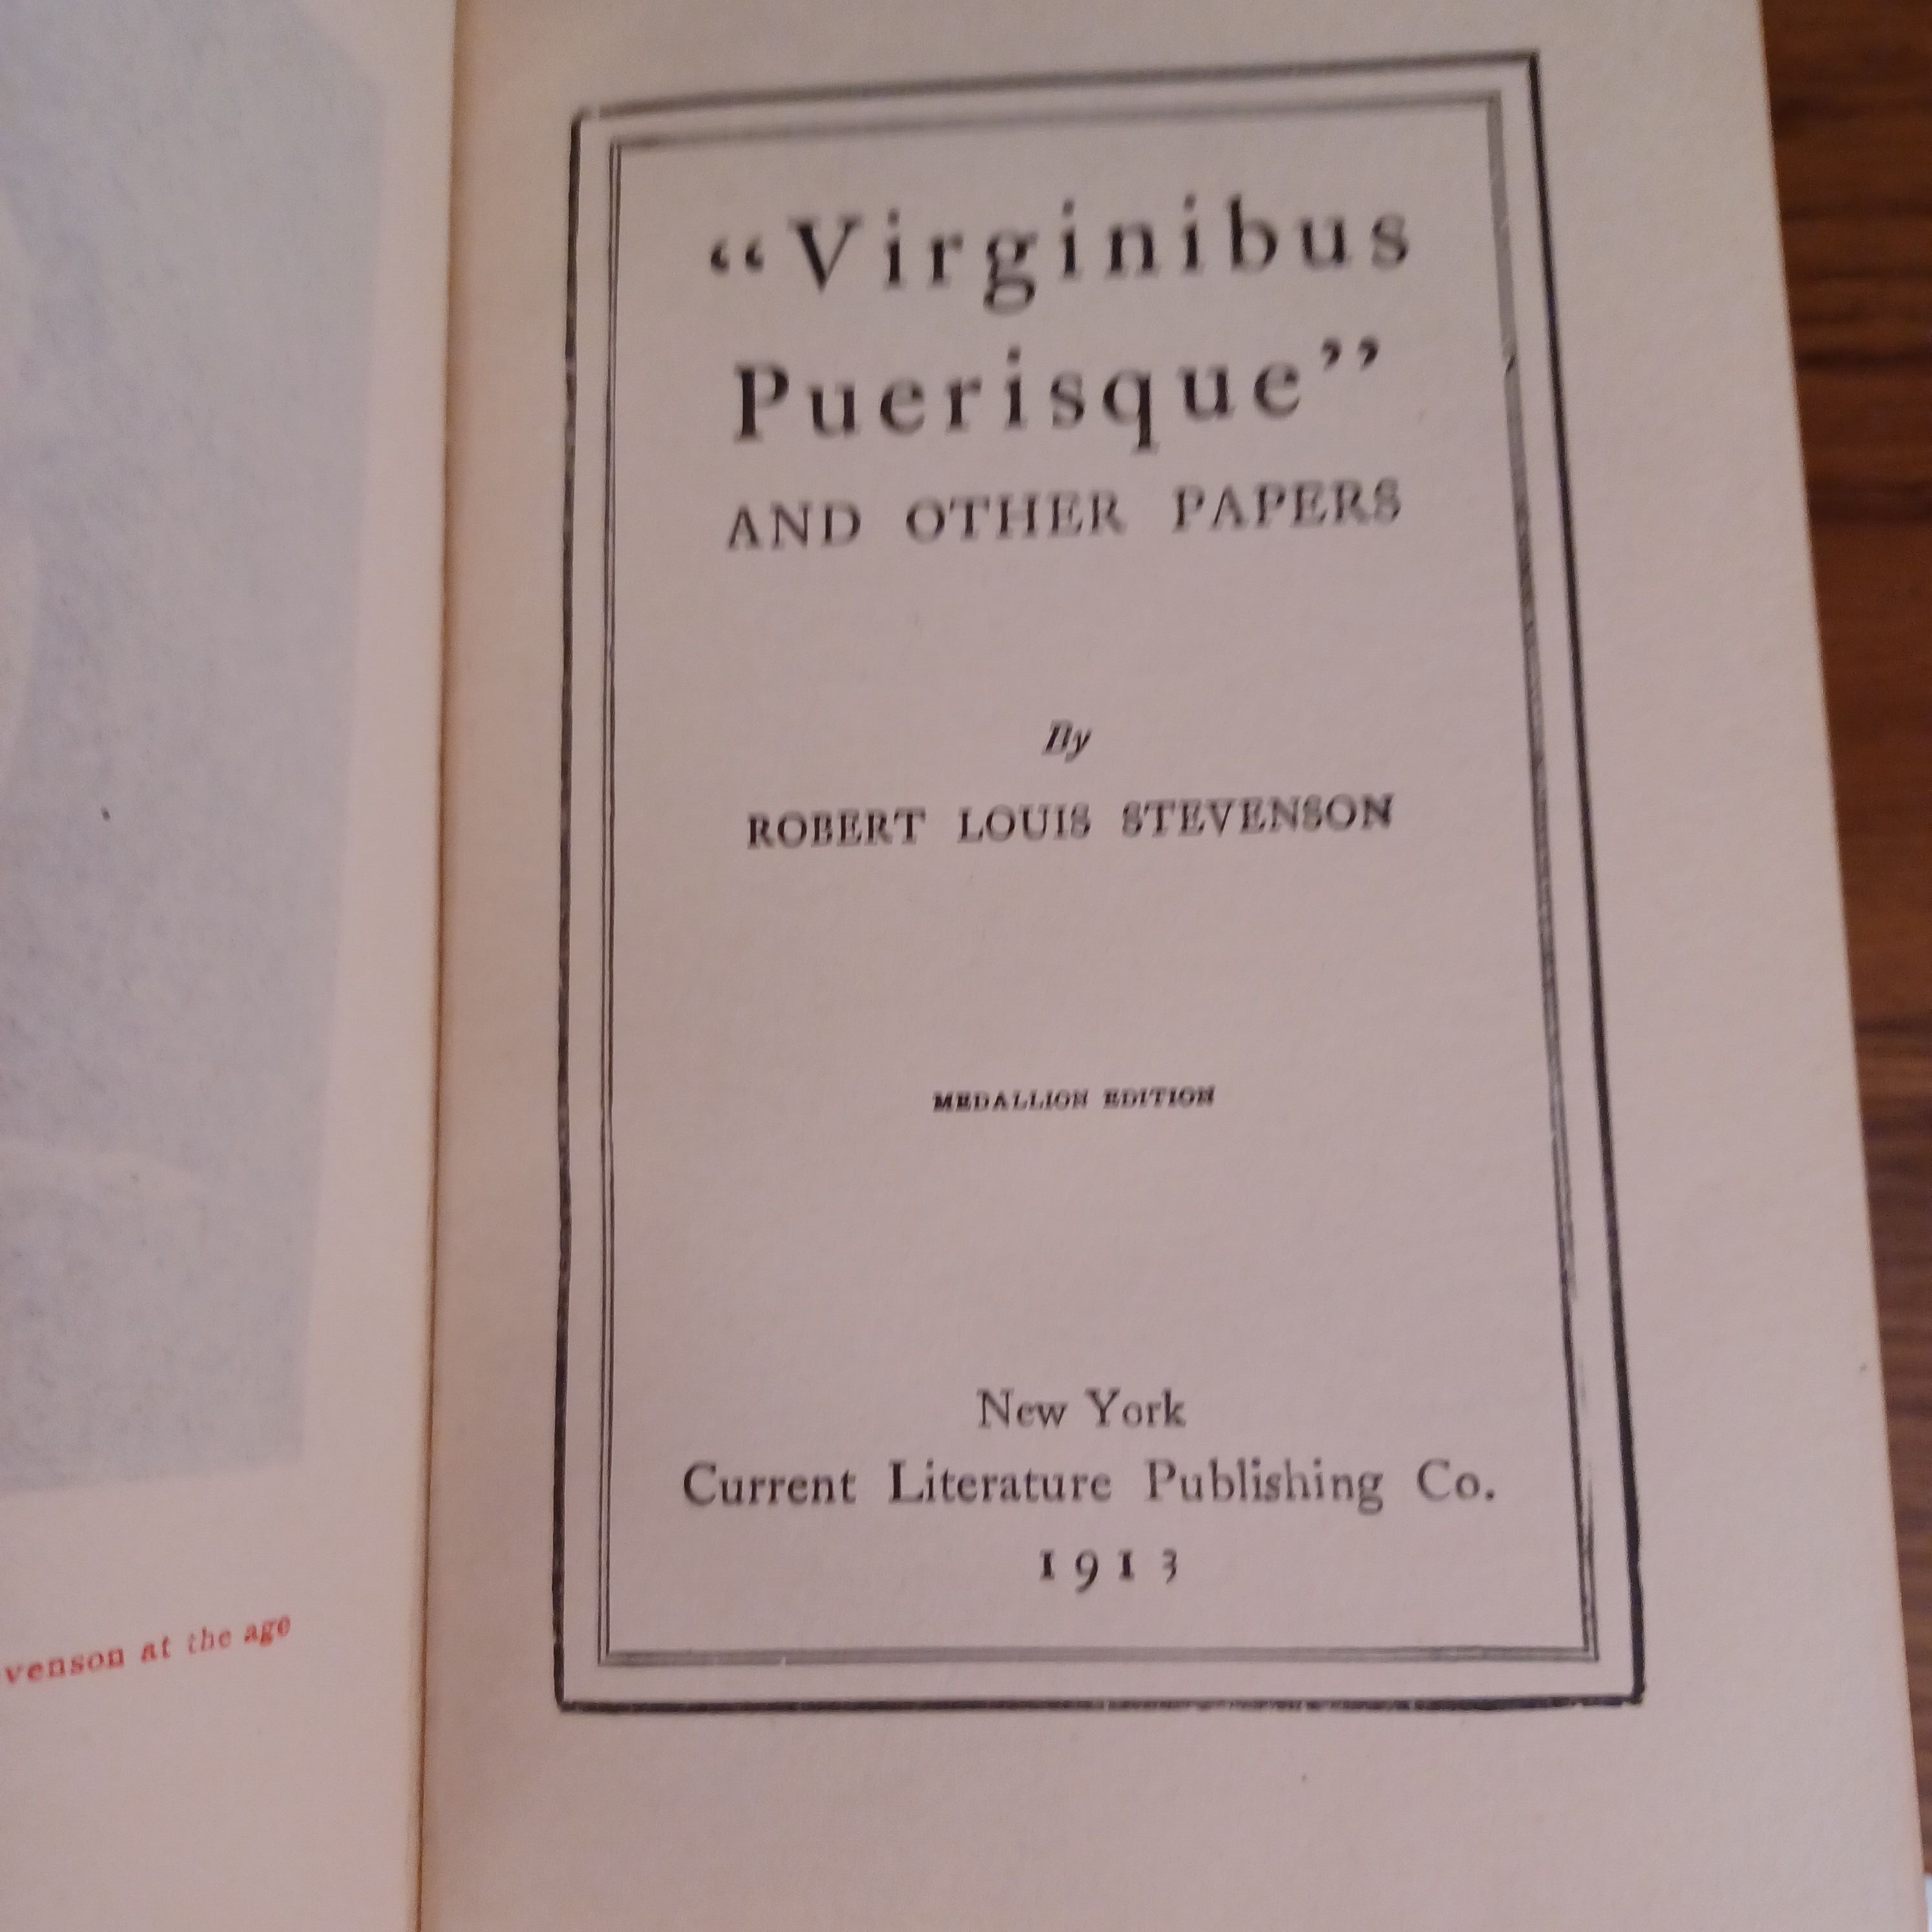 “Virginibus
Puerisque”
AND OTHER PAPERS
By
ROBERT LOUIS STEVENSON
MEDALLION EDITION
New York
Current Literature Publishing Co.
1913
venson at the age